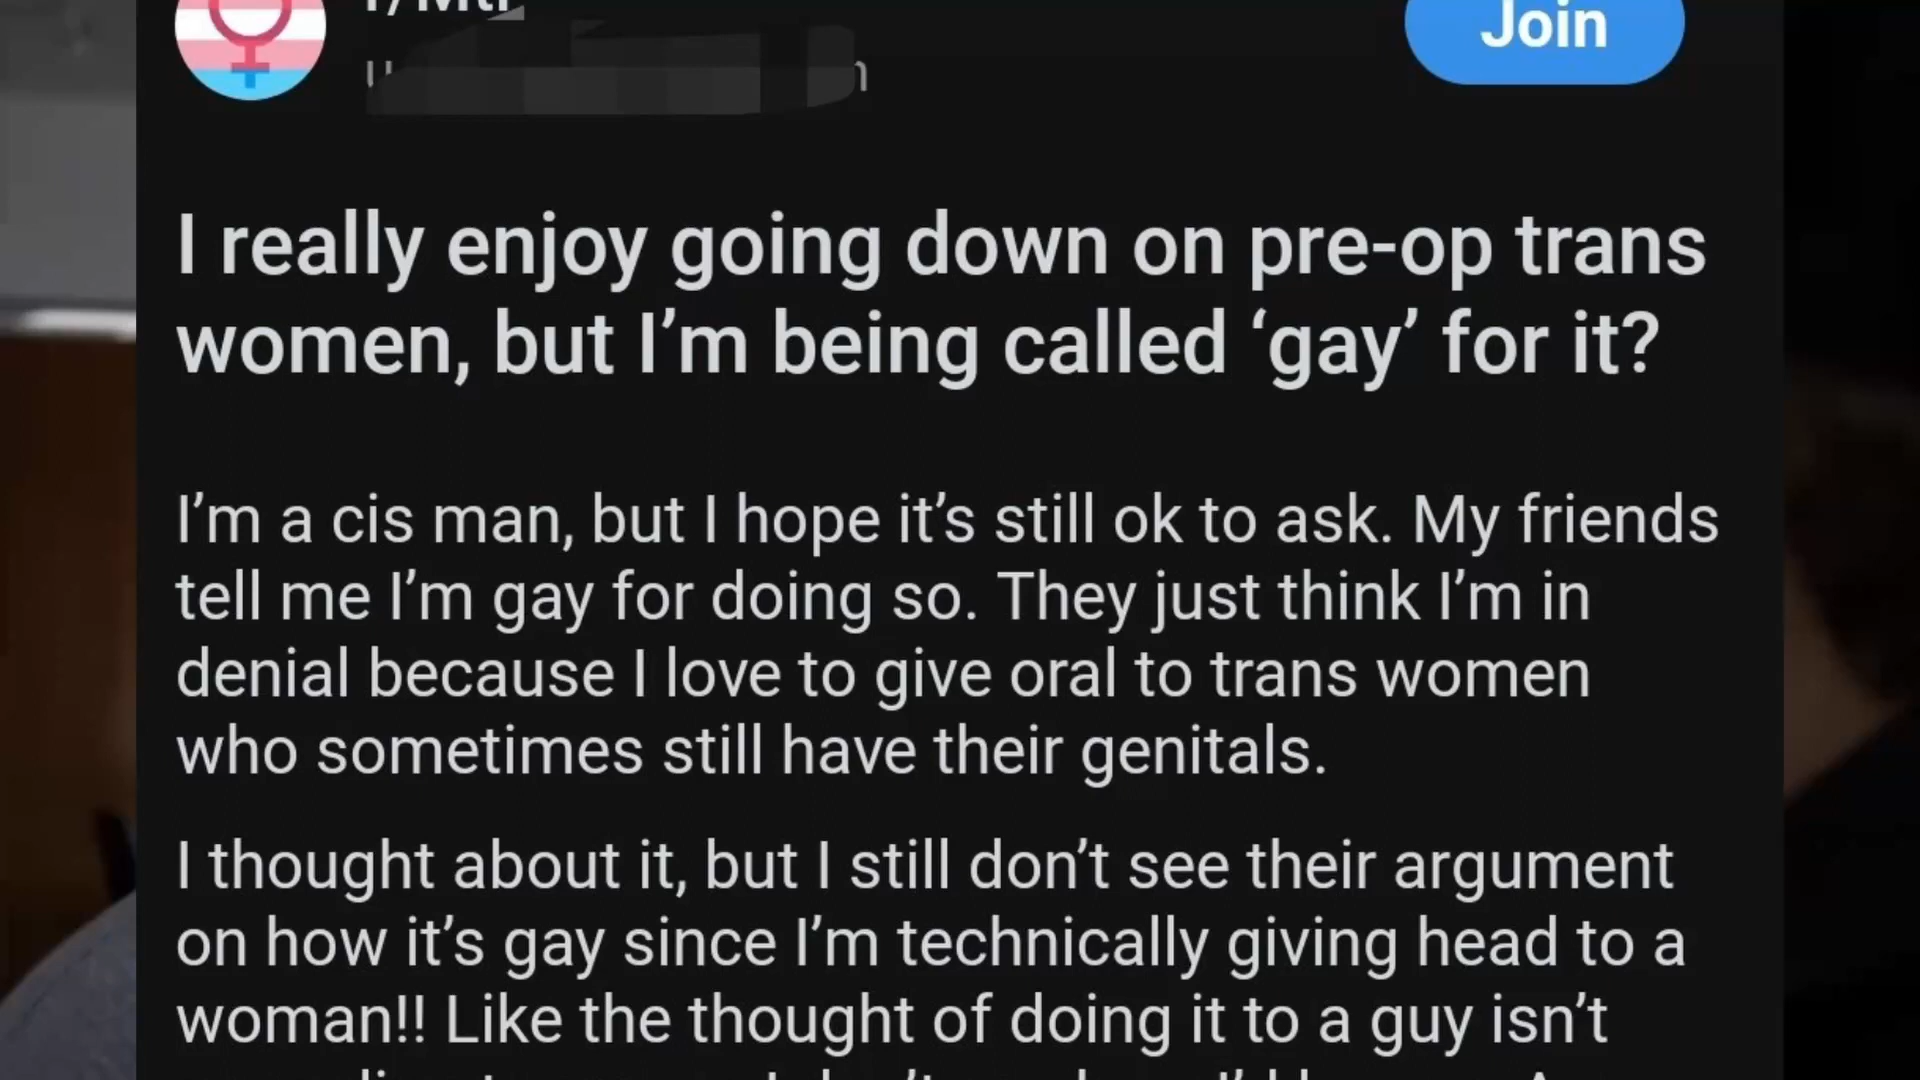 Join
I really enjoy going down on pre-op trans
women, but I’m being called ‘gay’ for it?
I’m a cis man, but I hope it’s still ok to ask. My friends
tell me I’m gay for doing so. They just think I’m in
denial because I love to give oral to trans women
who sometimes still have their genitals.
I thought about it, but I still don’t see their argument
on how it’s gay since I’m technically giving head to a
woman!! Like the thought of doing it to a guy isn’t